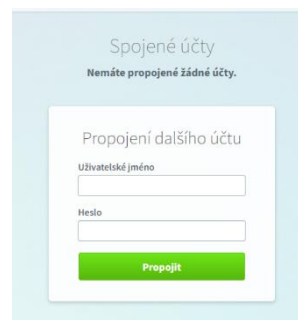 Spojené účty
Nemáte propojené žádné účty.
Propojení dalšího účtu
Uživatelské jméno
Heslo
Propojit